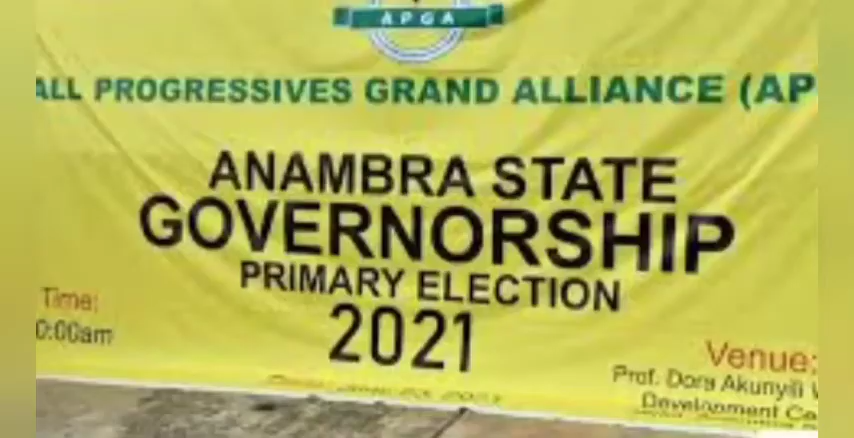 APGA
ALL PROGRESSIVES GRAND ALLIANCE (AP
ANAMBRA STATE
GOVERNORSHIP
PRIMARY ELECTION
2021
Time:
0:00am
Venue:
Prof. Dora Akunyili
Development Ce